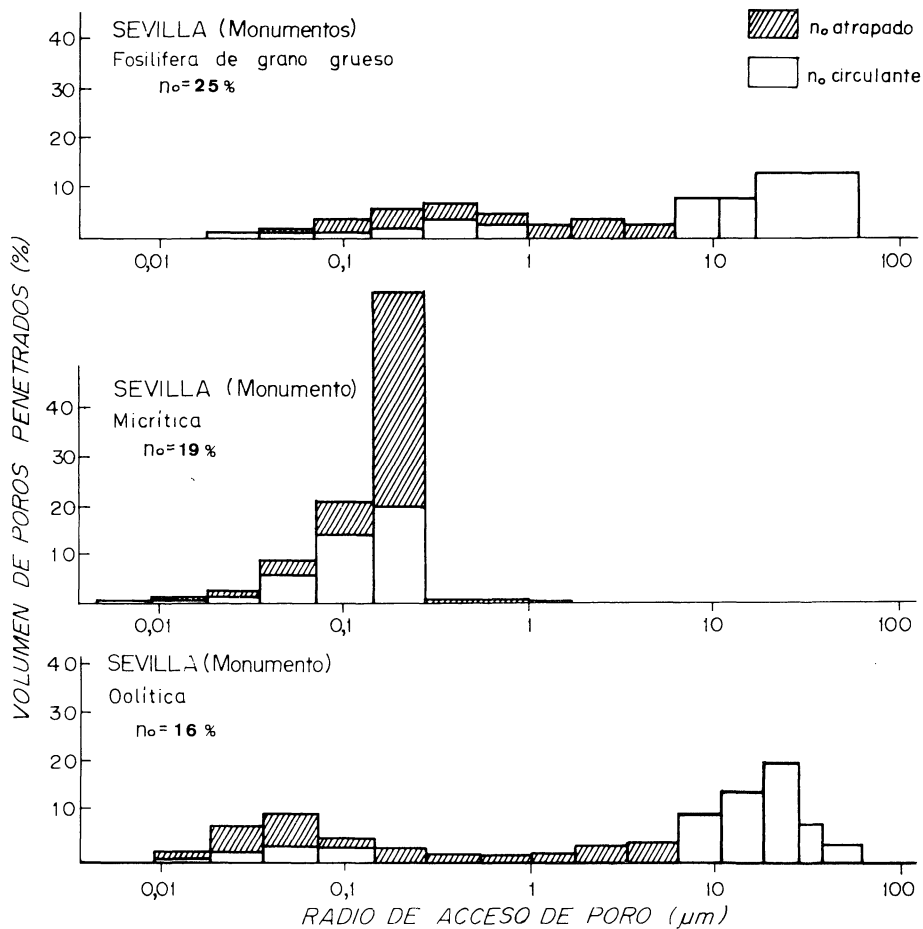 SEVILLA (Monumentos)
Fosilifera de grano grueso
no= 25 %
no atrapado
no circulante
40
30
20
10
0,01 0,1 1 10 100
SEVILLA (Monumento)
Micrítica
no= 19 %
40
30
20
10
0,01 0,1 1 10 100
SEVILLA (Monumento)
Oolítica
no= 16 %
40
30
20
10
0,01 0,1 1 10 100
VOLUMEN DE POROS PENETRADOS (%)
RADIO DE ACCESO DE PORO (µm)